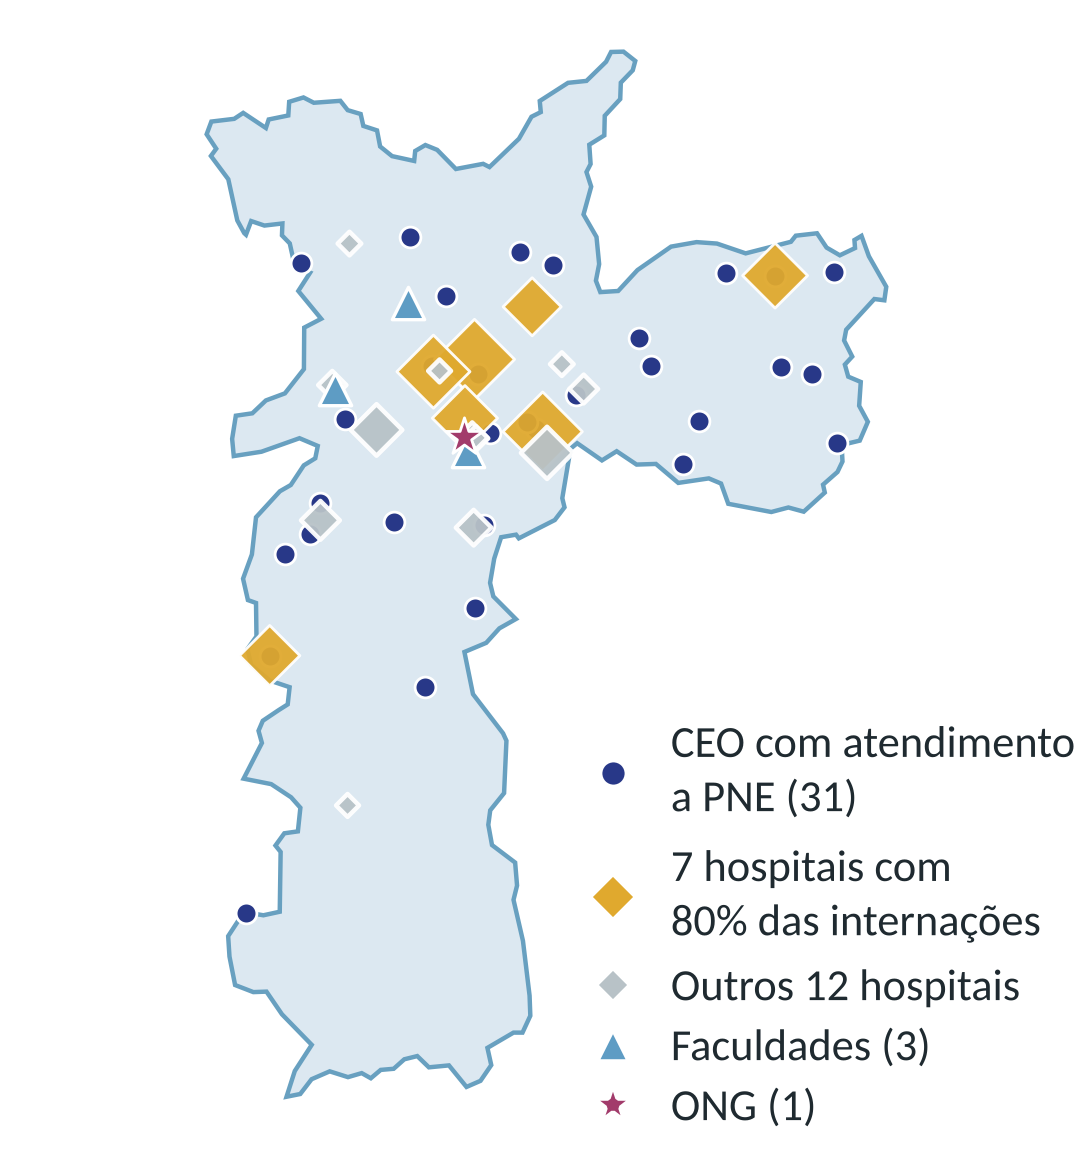 CEO com atendimento
a PNE (31)
7 hospitais com
80% das internações
Outros 12 hospitais
Faculdades (3)
ONG (1)